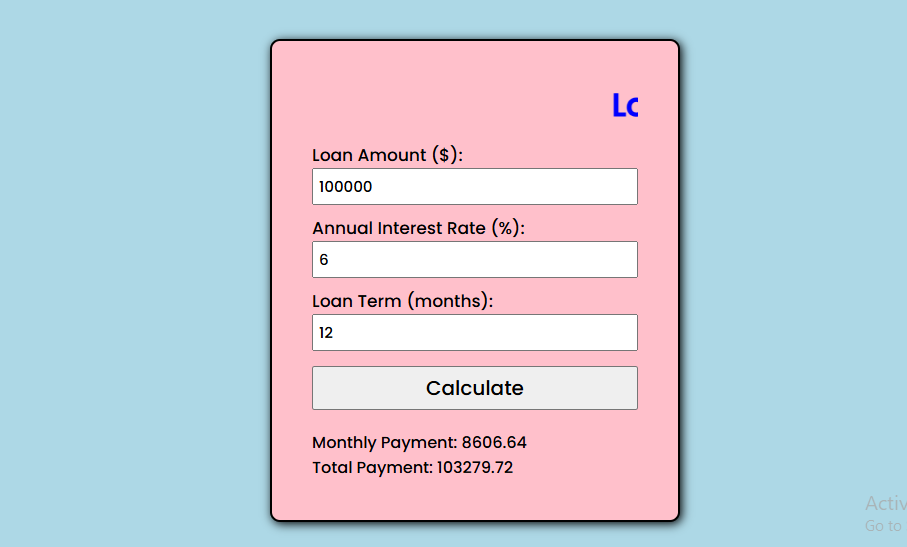 Lo
Loan Amount ($):
100000
Annual Interest Rate (%):
6
Loan Term (months):
12
Calculate
Monthly Payment: 8606.64
Total Payment: 103279.72
Activ
Go to